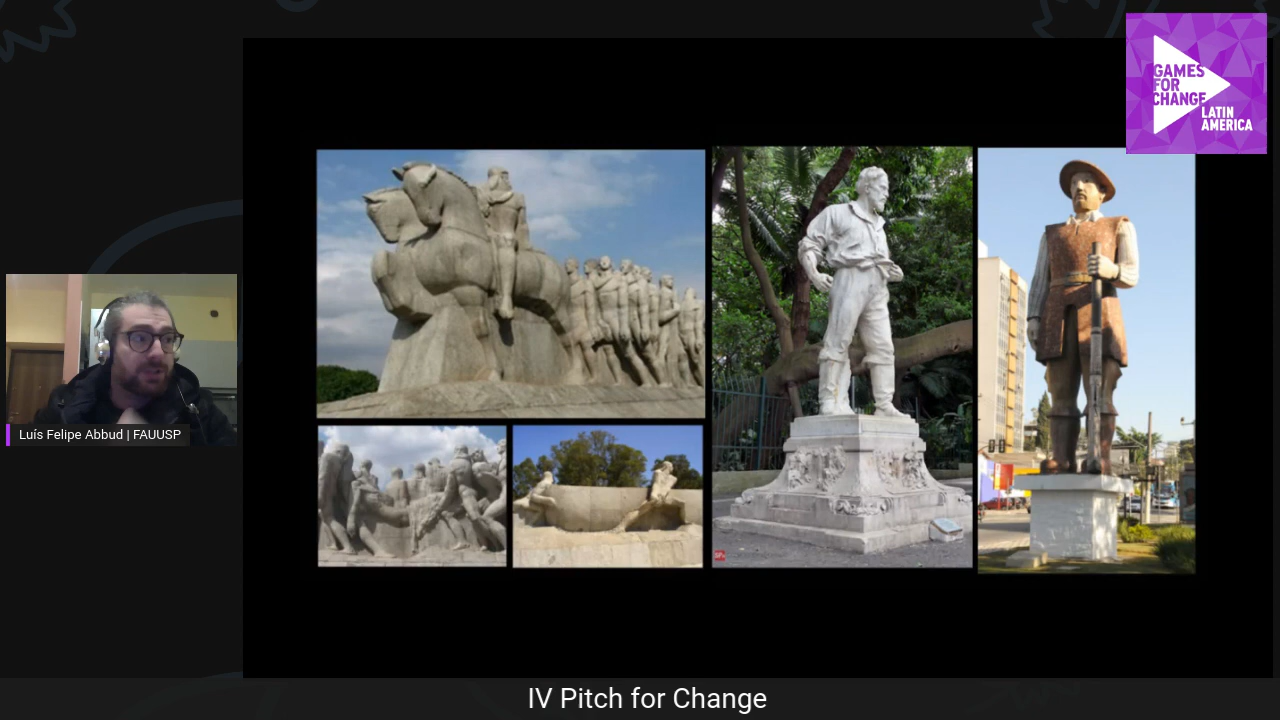 GAMES
FOR
CHANGE
LATIN
AMERICA
Luís Felipe Abbud | FAUUSP
IV Pitch for Change